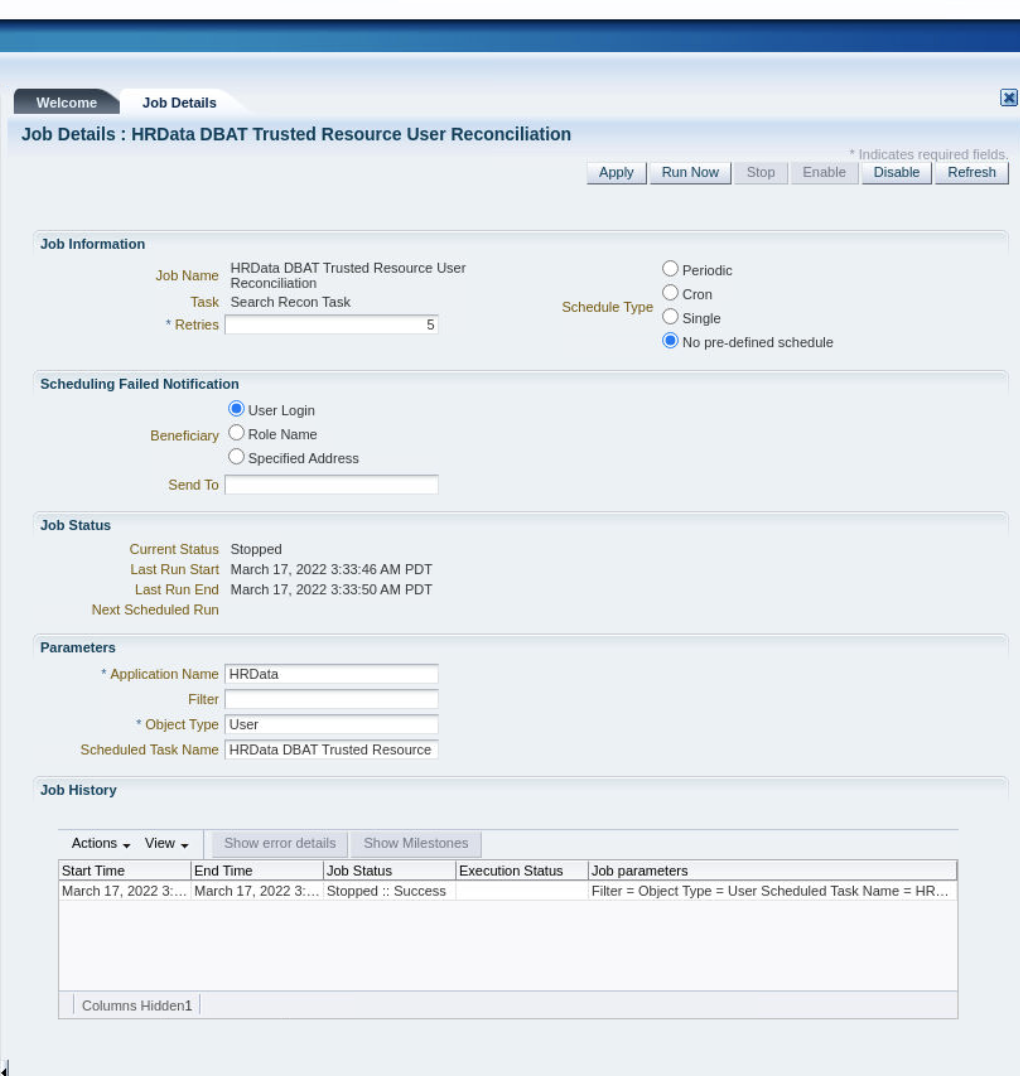 Welcome
Job Details
Job Details : HRData DBAT Trusted Resource User Reconciliation
* Indicates required fields.
Apply
Run Now
Stop
Enable
Disable
Refresh
Job Information
Job Name HRData DBAT Trusted Resource User
Reconciliation
Task Search Recon Task
* Retries 5
Schedule Type
Periodic
Cron
Single
No pre-defined schedule
Scheduling Failed Notification
Beneficiary
User Login
Role Name
Specified Address
Send To
Job Status
Current Status Stopped
Last Run Start March 17, 2022 3:33:46 AM PDT
Last Run End March 17, 2022 3:33:50 AM PDT
Next Scheduled Run
Parameters
* Application Name HRData
Filter
* Object Type User
Scheduled Task Name HRData DBAT Trusted Resource
Job History
Actions View Show error details Show Milestones
Start Time End Time Job Status Execution Status Job parameters
March 17, 2022 3:... March 17, 2022 3:... Stopped :: Success Filter = Object Type = User Scheduled Task Name = HR...
Columns Hidden1